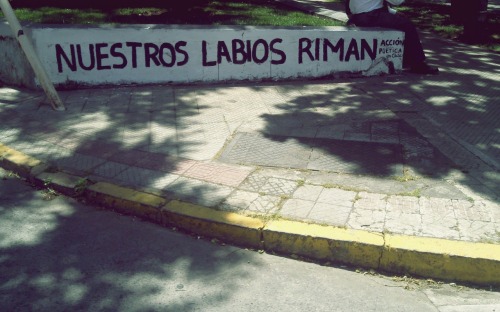 NUESTROS LABIOS RIMAN
ACCIÓN
POÉTICA